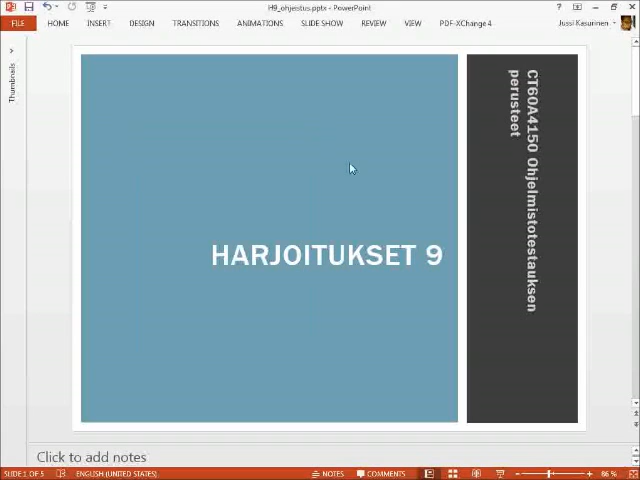 H9_ohjeistus.pptx - PowerPoint
FILE HOME INSERT DESIGN TRANSITIONS ANIMATIONS SLIDE SHOW REVIEW VIEW PDF-XChange 4 Jussi Kasurinen
Thumbnails
HARJOITUKSET 9
CT60A4150 Ohjelmistotestauksen
perusteet
Click to add notes
SLIDE 1 OF 5 ENGLISH (UNITED STATES) NOTES COMMENTS 86 %